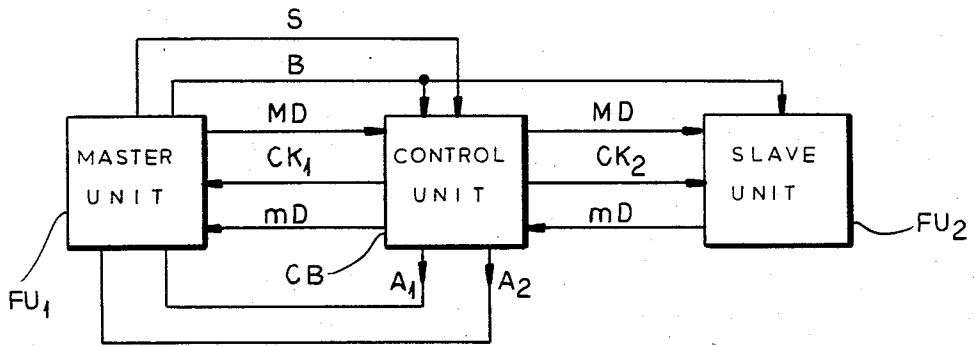 S
B
MD
MD
MASTER
UNIT
CK₁
CONTROL
UNIT
CK₂
SLAVE
UNIT
mD
mD
FU₁
CB
A₁
A₂
FU₂